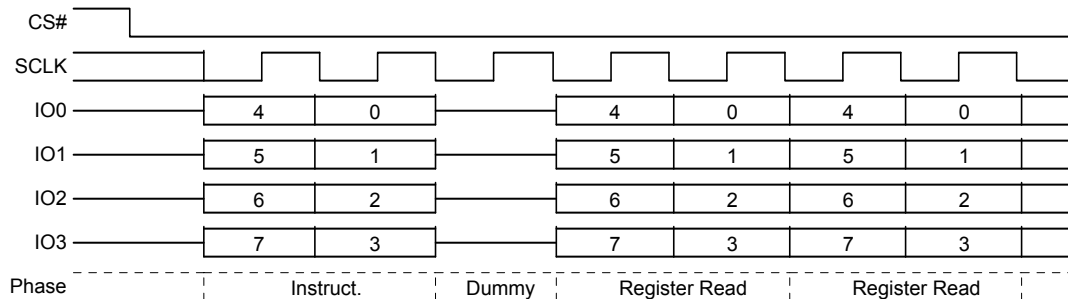 CS#
SCLK
IO0 4 0 4 0 4 0
IO1 5 1 5 1 5 1
IO2 6 2 6 2 6 2
IO3 7 3 7 3 7 3
Phase Instruct. Dummy Register Read Register Read